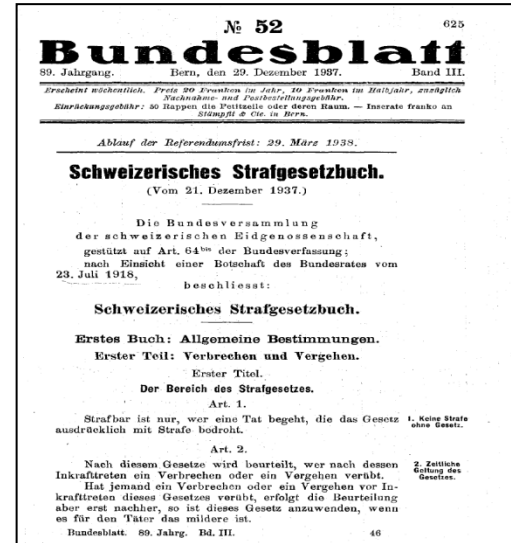 № 52
625
Bundesblatt
89. Jahrgang. Bern, den 29. Dezember 1937. Band III.
Erscheint wöchentlich. Preis 20 Franken im Jahr, 10 Franken im Halbjahr, zuzüglich
Nachnahme- und Postbestellungsgebühr.
Einrückungsgebühr: 50 Rappen die Petitzeile oder deren Raum. — Inserate franko an
Stämpfli & Cie. in Bern.
Ablauf der Referendumsfrist: 29. März 1938.
Schweizerisches Strafgesetzbuch.
(Vom 21. Dezember 1937.)
Die Bundesversammlung
der schweizerischen Eidgenossenschaft,
gestützt auf Art. 64bis der Bundesverfassung;
nach Einsicht einer Botschaft des Bundesrates vom
23. Juli 1918,
beschliesst:
Schweizerisches Strafgesetzbuch.
Erstes Buch: Allgemeine Bestimmungen.
Erster Teil: Verbrechen und Vergehen.
Erster Titel.
Der Bereich des Strafgesetzes.
Art. 1.
Strafbar ist nur, wer eine Tat begeht, die das Gesetz
ausdrücklich mit Strafe bedroht.
1. Keine Strafe
ohne Gesetz.
Art. 2.
Nach diesem Gesetze wird beurteilt, wer nach dessen
Inkrafttreten ein Verbrechen oder ein Vergehen verübt.
Hat jemand ein Verbrechen oder ein Vergehen vor In-
krafttreten dieses Gesetzes verübt, erfolgt die Beurteilung
aber erst nachher, so ist dieses Gesetz anzuwenden, wenn
es für den Täter das mildere ist.
2. Zeitliche
Geltung des
Gesetzes.
Bundesblatt. 89. Jahrg. Bd. III. 46